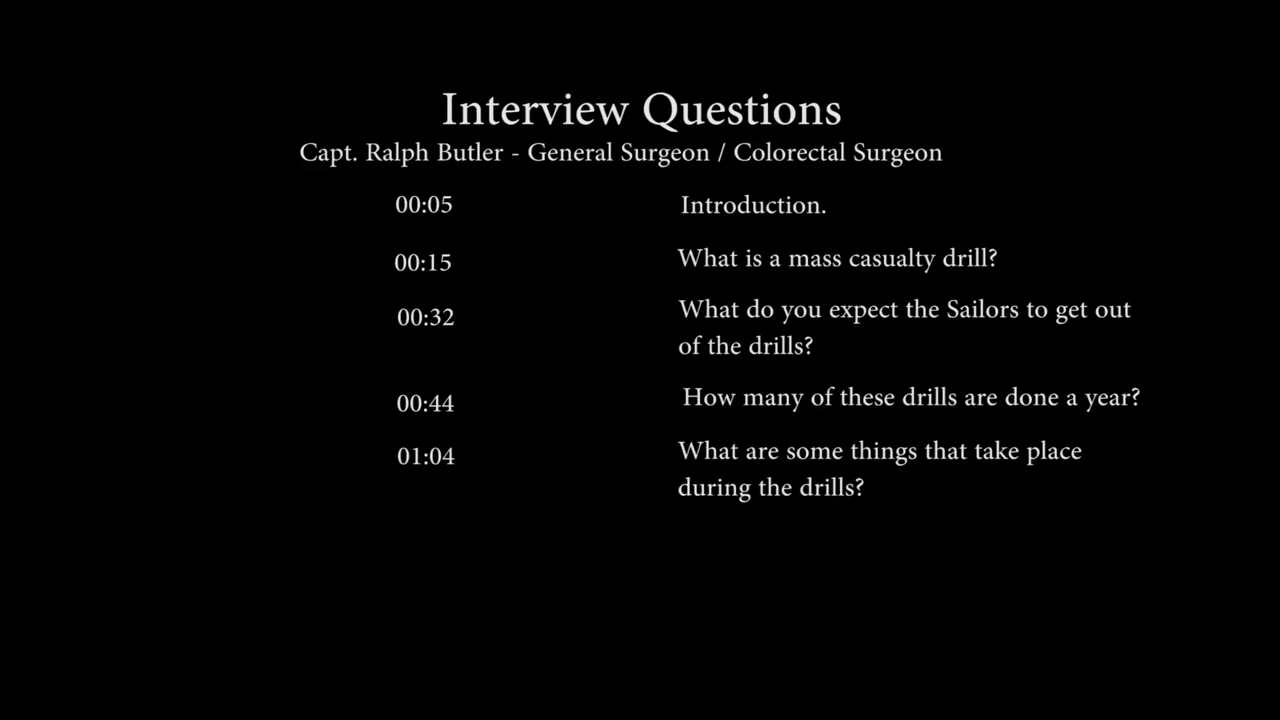 Interview Questions
Capt. Ralph Butler - General Surgeon / Colorectal Surgeon
00:05 Introduction.
00:15 What is a mass casualty drill?
00:32 What do you expect the Sailors to get out
of the drills?
00:44 How many of these drills are done a year?
01:04 What are some things that take place
during the drills?